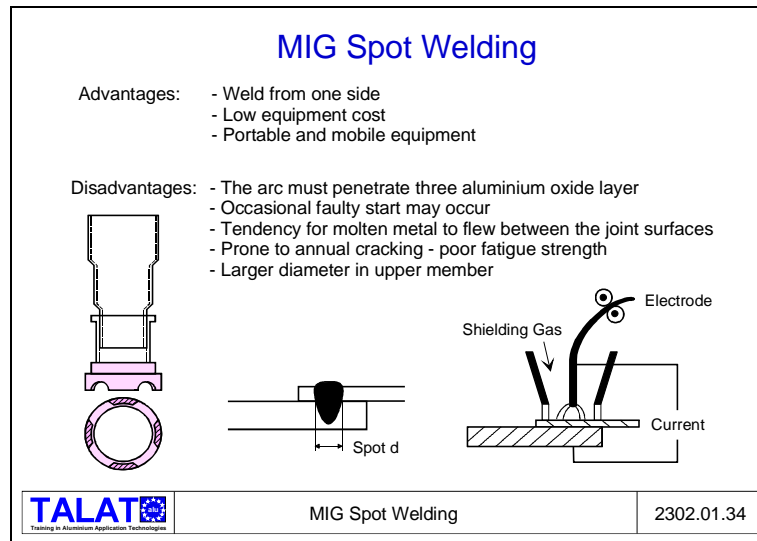 MIG Spot Welding
Advantages: - Weld from one side
- Low equipment cost
- Portable and mobile equipment
Disadvantages: - The arc must penetrate three aluminium oxide layer
- Occasional faulty start may occur
- Tendency for molten metal to flew between the joint surfaces
- Prone to annual cracking - poor fatigue strength
- Larger diameter in upper member
Electrode
Shielding Gas
Current
Spot d
TALAT alu
Training in Aluminium Application Technologies
MIG Spot Welding
2302.01.34